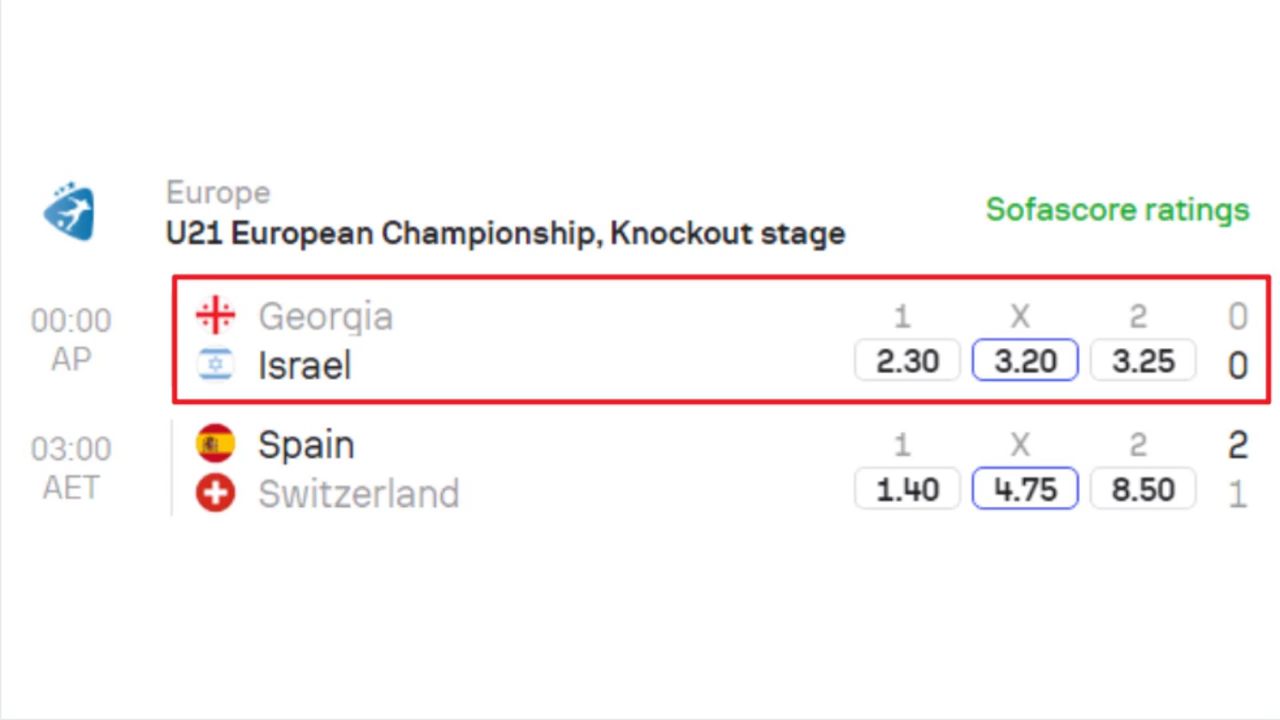 Europe
U21 European Championship, Knockout stage
Sofascore ratings
00:00
AP
Georgia
1 X 2 0
Israel
2.30 3.20 3.25 0
03:00
AET
Spain
1 X 2 2
Switzerland
1.40 4.75 8.50 1